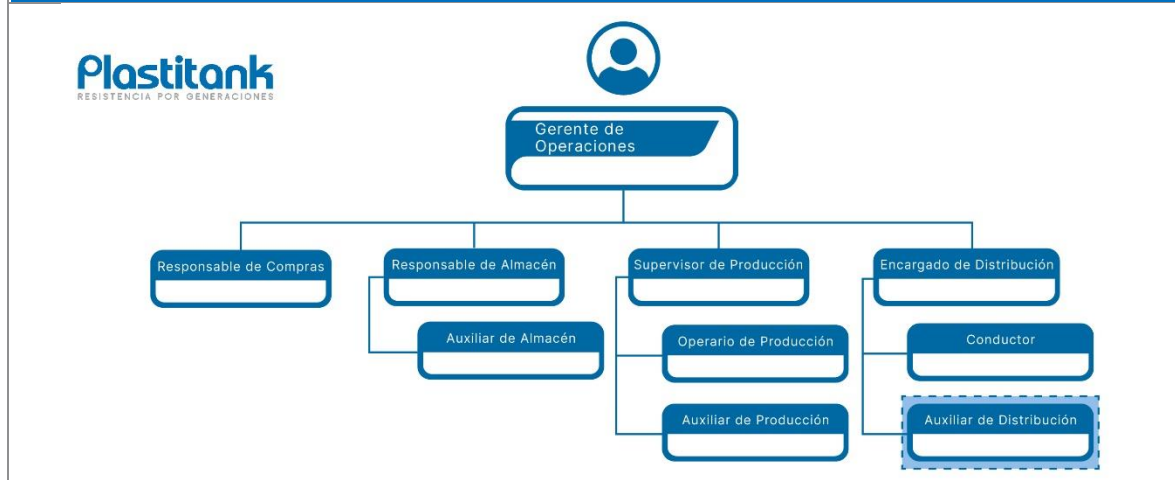 Plastitank
RESISTENCIA POR GENERACIONES
Gerente de
Operaciones
Responsable de Compras
Responsable de Almacén
Supervisor de Producción
Encargado de Distribución
Auxiliar de Almacén
Operario de Producción
Conductor
Auxiliar de Producción
Auxiliar de Distribución